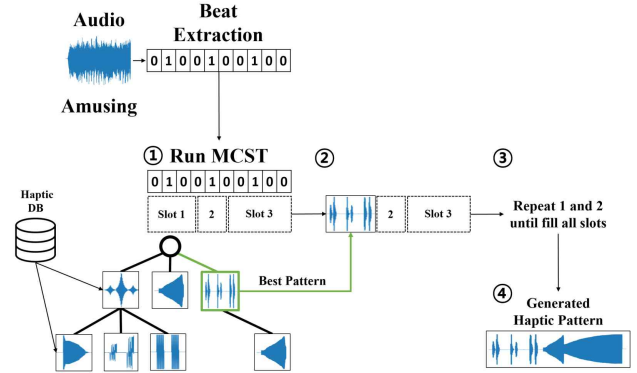 Audio
Beat
Extraction
0 1 0 0 1 0 0 1 0 0
Amusing
① Run MCST
②
③
0 1 0 0 1 0 0 1 0 0
Haptic
DB
Slot 1 2 Slot 3
2 Slot 3
Repeat 1 and 2
until fill all slots
Best Pattern
④ Generated
Haptic Pattern